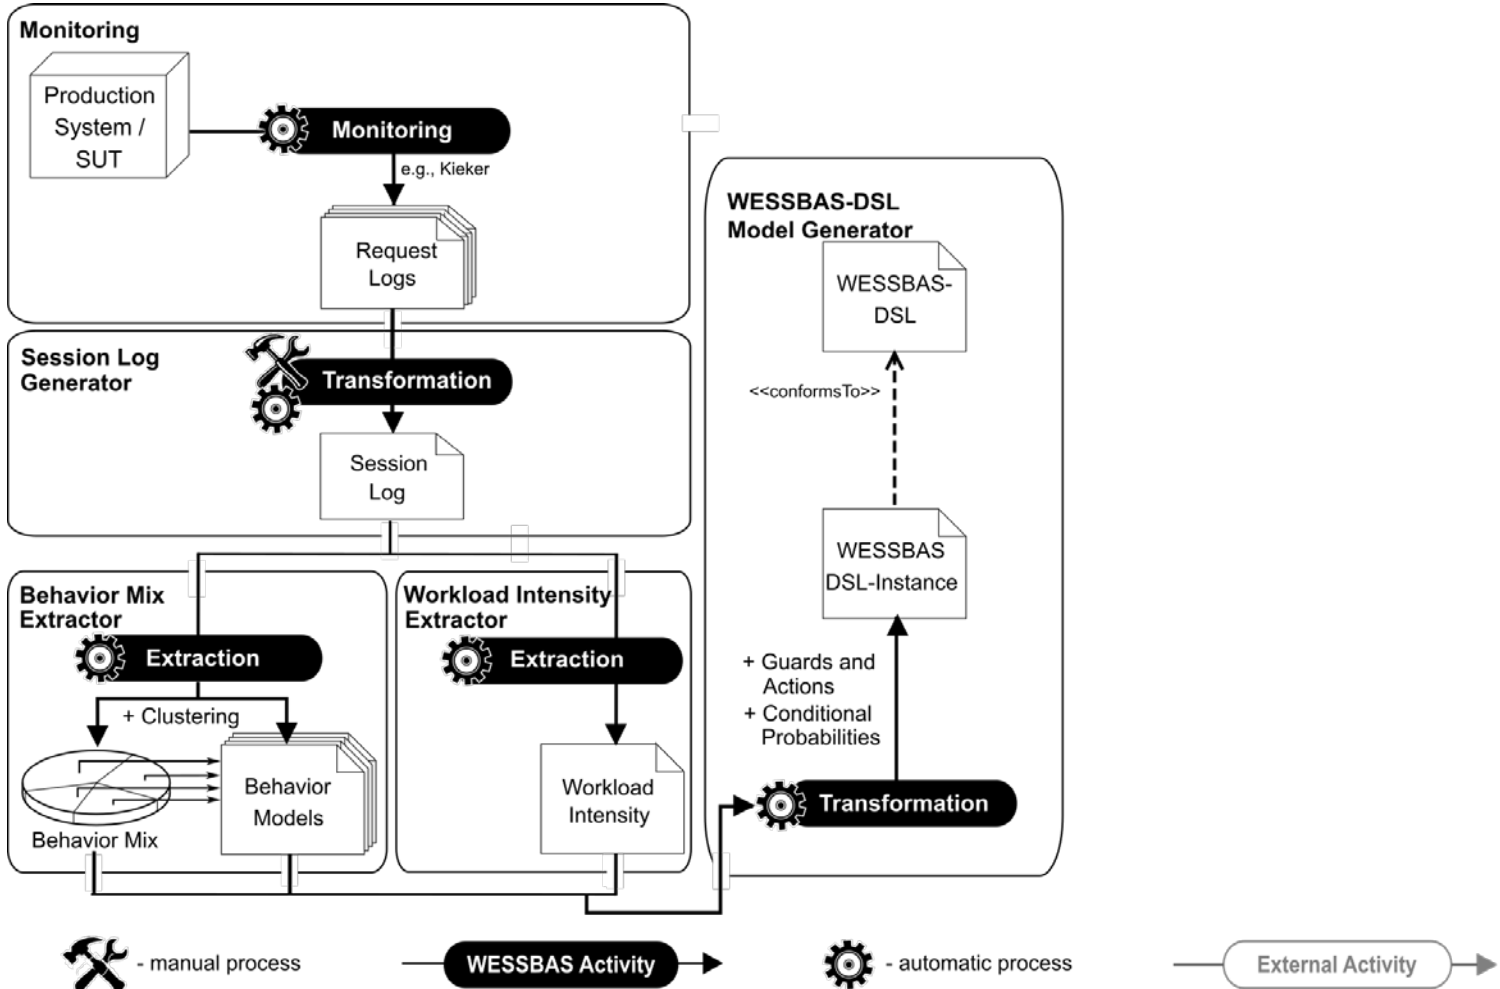 Monitoring
Production
System /
SUT
Monitoring
e.g., Kieker
Request
Logs
Session Log
Generator
Transformation
Session
Log
Behavior Mix
Extractor
Extraction
+ Clustering
Behavior Mix
Behavior
Models
Workload Intensity
Extractor
Extraction
Workload
Intensity
WESSBAS-DSL
Model Generator
WESSBAS-
DSL
<<conformsTo>>
WESSBAS
DSL-Instance
+ Guards and
Actions
+ Conditional
Probabilities
Transformation
- manual process
WESSBAS Activity
- automatic process
External Activity